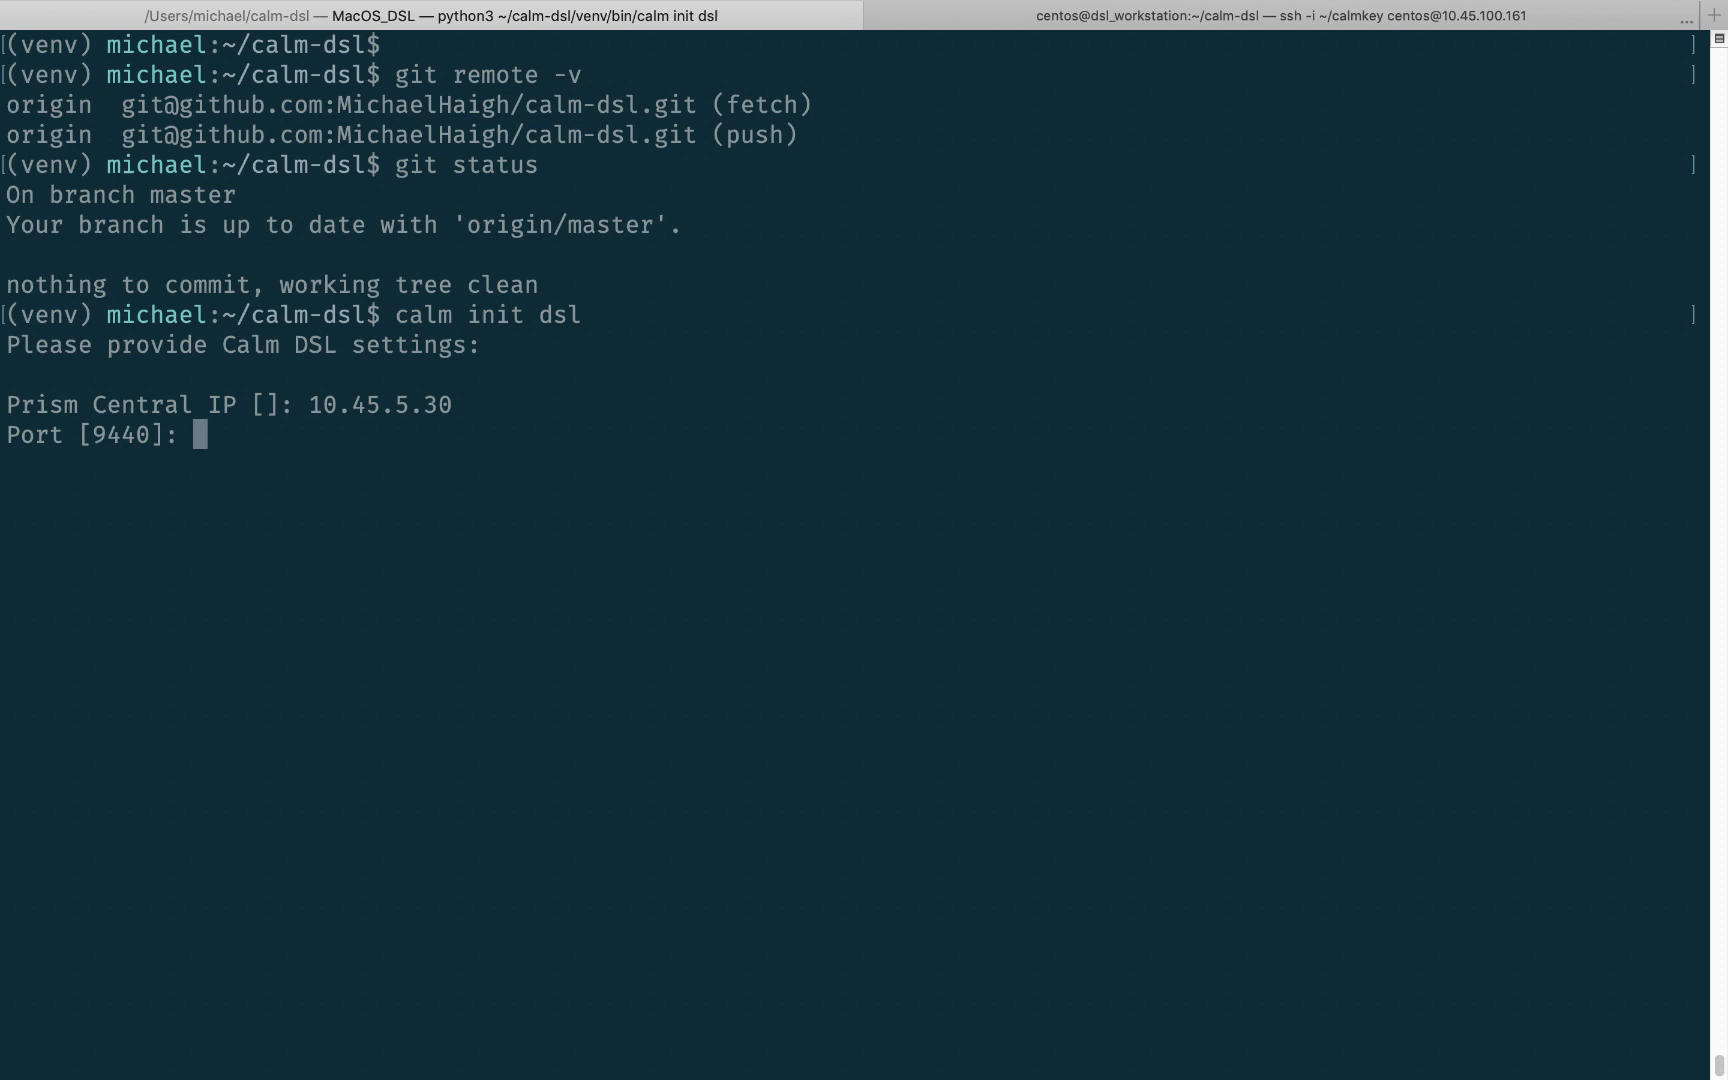 /Users/michael/calm-dsl — MacOS_DSL — python3 ~/calm-dsl/venv/bin/calm init dsl
centos@dsl_workstation:~/calm-dsl — ssh -i ~/calmkey centos@10.45.100.161
... +
[(venv) michael:~/calm-dsl$ ]
[(venv) michael:~/calm-dsl$ git remote -v ]
origin  git@github.com:MichaelHaigh/calm-dsl.git (fetch)
origin  git@github.com:MichaelHaigh/calm-dsl.git (push)
[(venv) michael:~/calm-dsl$ git status ]
On branch master
Your branch is up to date with 'origin/master'.
nothing to commit, working tree clean
[(venv) michael:~/calm-dsl$ calm init dsl ]
Please provide Calm DSL settings:
Prism Central IP []: 10.45.5.30
Port [9440]: